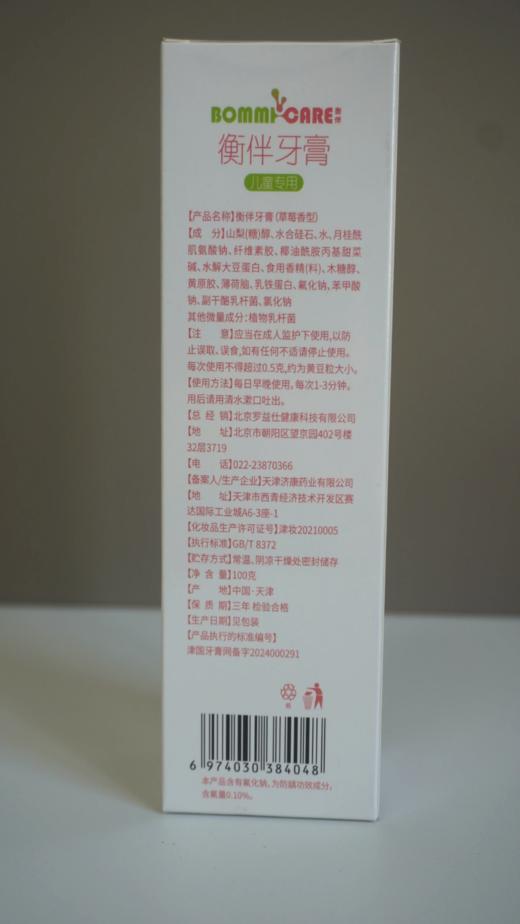 BOMMY CARE 衡伴
衡伴牙膏
儿童专用
【产品名称】衡伴牙膏(草莓香型)
【成 分】山梨(糖)醇、水合硅石、水、月桂酰
肌氨酸钠、纤维素胶、椰油酰胺丙基甜菜
碱、水解大豆蛋白、食用香精(料)、木糖醇、
黄原胶、薄荷脑、乳铁蛋白、氟化钠、苯甲酸
钠、副干酪乳杆菌、氯化钠
其他微量成分:植物乳杆菌
【注 意】应当在成人监护下使用,以防
止误取、误食,如有任何不适请停止使用。
每次使用不得超过0.5克,约为黄豆粒大小。
【使用方法】每日早晚使用。每次1-3分钟。
用后请用清水漱口吐出。
【总 经 销】北京罗益仕健康科技有限公司
【地 址】北京市朝阳区望京园402号楼
32层3719
【电 话】022-23870366
【备案人/生产企业】天津济康药业有限公司
【地 址】天津市西青经济技术开发区赛
达国际工业城A6-3座-1
【化妆品生产许可证号】津妆20210005
【执行标准】GB/T 8372
【贮存方式】常温、阴凉干燥处密封储存
【净 含 量】100克
【产 地】中国·天津
【保 质 期】三年 检验合格
【生产日期】见包装
【产品执行的标准编号】
津国牙膏网备字2024000291
纸
6 974030 384048
本产品含有氟化钠,为防龋功效成分,
含氟量0.10%。